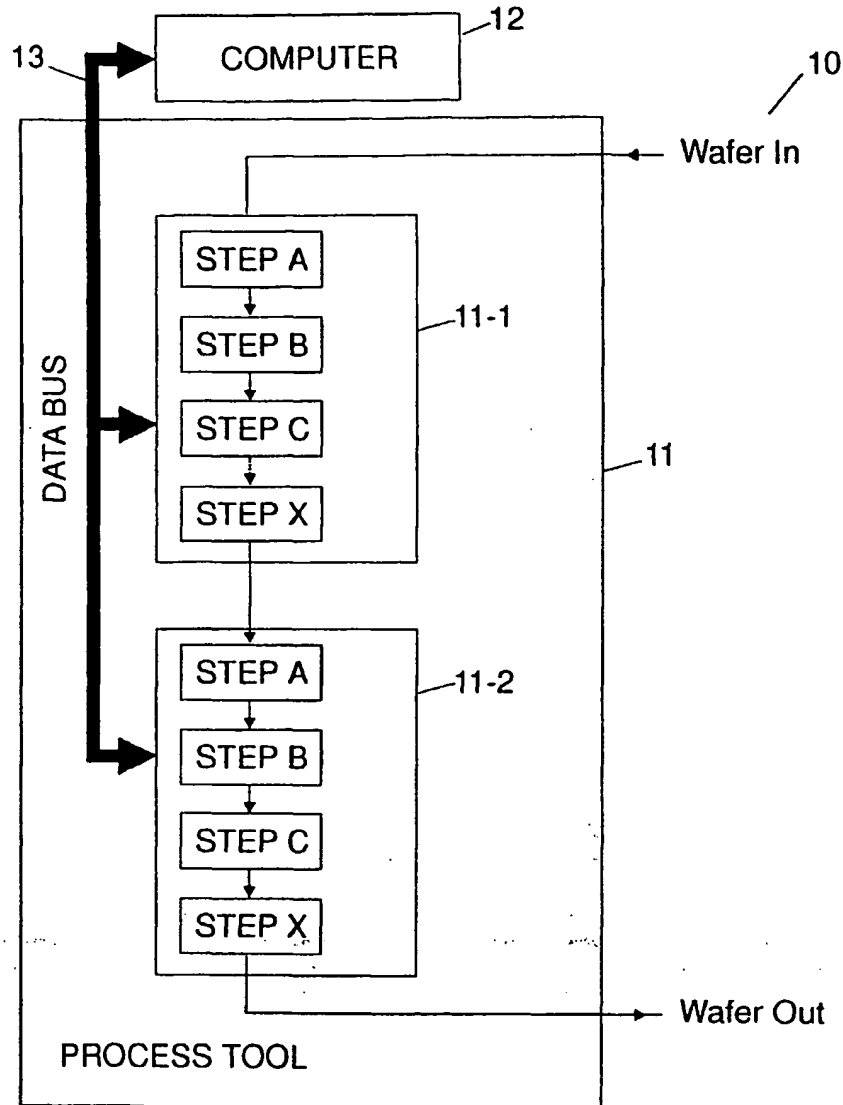 12
COMPUTER
13
10
Wafer In
STEP A
STEP B
11-1
STEP C
DATA BUS
11
STEP X
STEP A
11-2
STEP B
STEP C
STEP X
Wafer Out
PROCESS TOOL